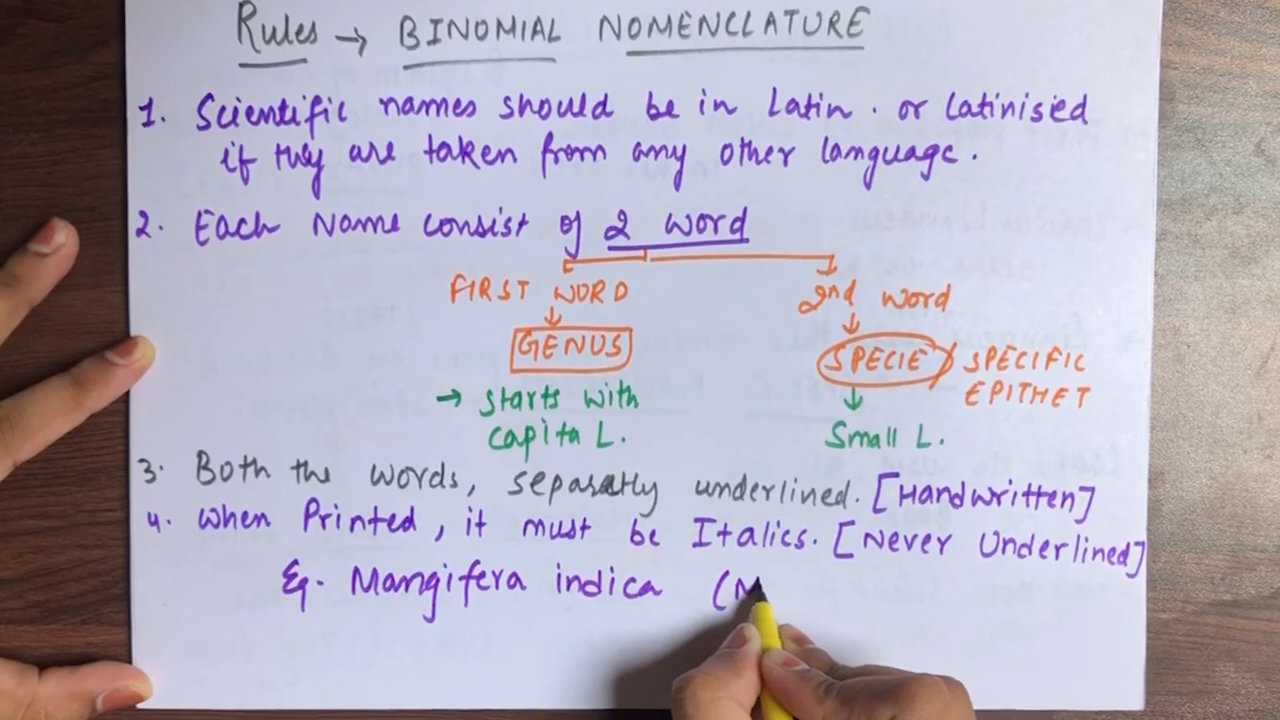 Rules → BINOMIAL NOMENCLATURE
1. Scientific names should be in Latin. or latinised
if they are taken from any other language.
2. Each Name consist of 2 word
FIRST WORD
2nd word
GENUS
SPECIE / SPECIFIC
EPITHET
→ starts with
capita L.
Small L.
3. Both the words, separatly underlined. [Handwritten]
4. when Printed, it must be Italics. [Never Underlined]
Eg. Mangifera indica (M